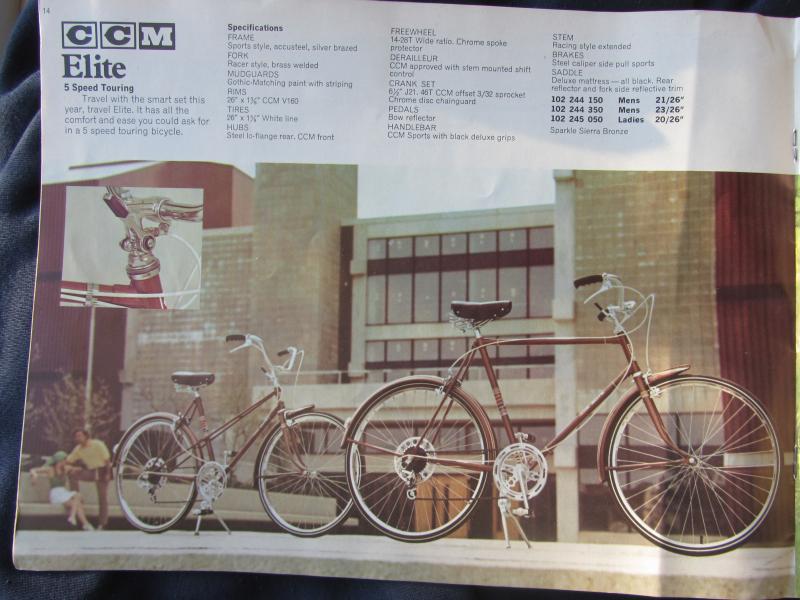 14
CCM
Elite
5 Speed Touring
Travel with the smart set this
year, travel Elite. It has all the
comfort and ease you could ask for
in a 5 speed touring bicycle.
Specifications
FRAME
Sports style, accusteel, silver brazed
FORK
Racer style, brass welded
MUDGUARDS
Gothic-Matching paint with striping
RIMS
26" x 1⅜" CCM V160
TIRES
26" x 1⅜" White line
HUBS
Steel lo-flange rear. CCM front
FREEWHEEL
14-28T Wide ratio. Chrome spoke
protector
DERAILLEUR
CCM approved with stem mounted shift
control
CRANK SET
6½" J21. 46T CCM offset 3/32 sprocket
Chrome disc chainguard
PEDALS
Bow reflector
HANDLEBAR
CCM Sports with black deluxe grips
STEM
Racing style extended
BRAKES
Steel caliper side pull sports
SADDLE
Deluxe mattress — all black. Rear
reflector and fork side reflective trim
102 244 150 Mens 21/26"
102 244 350 Mens 23/26"
102 245 050 Ladies 20/26"
Sparkle Sierra Bronze